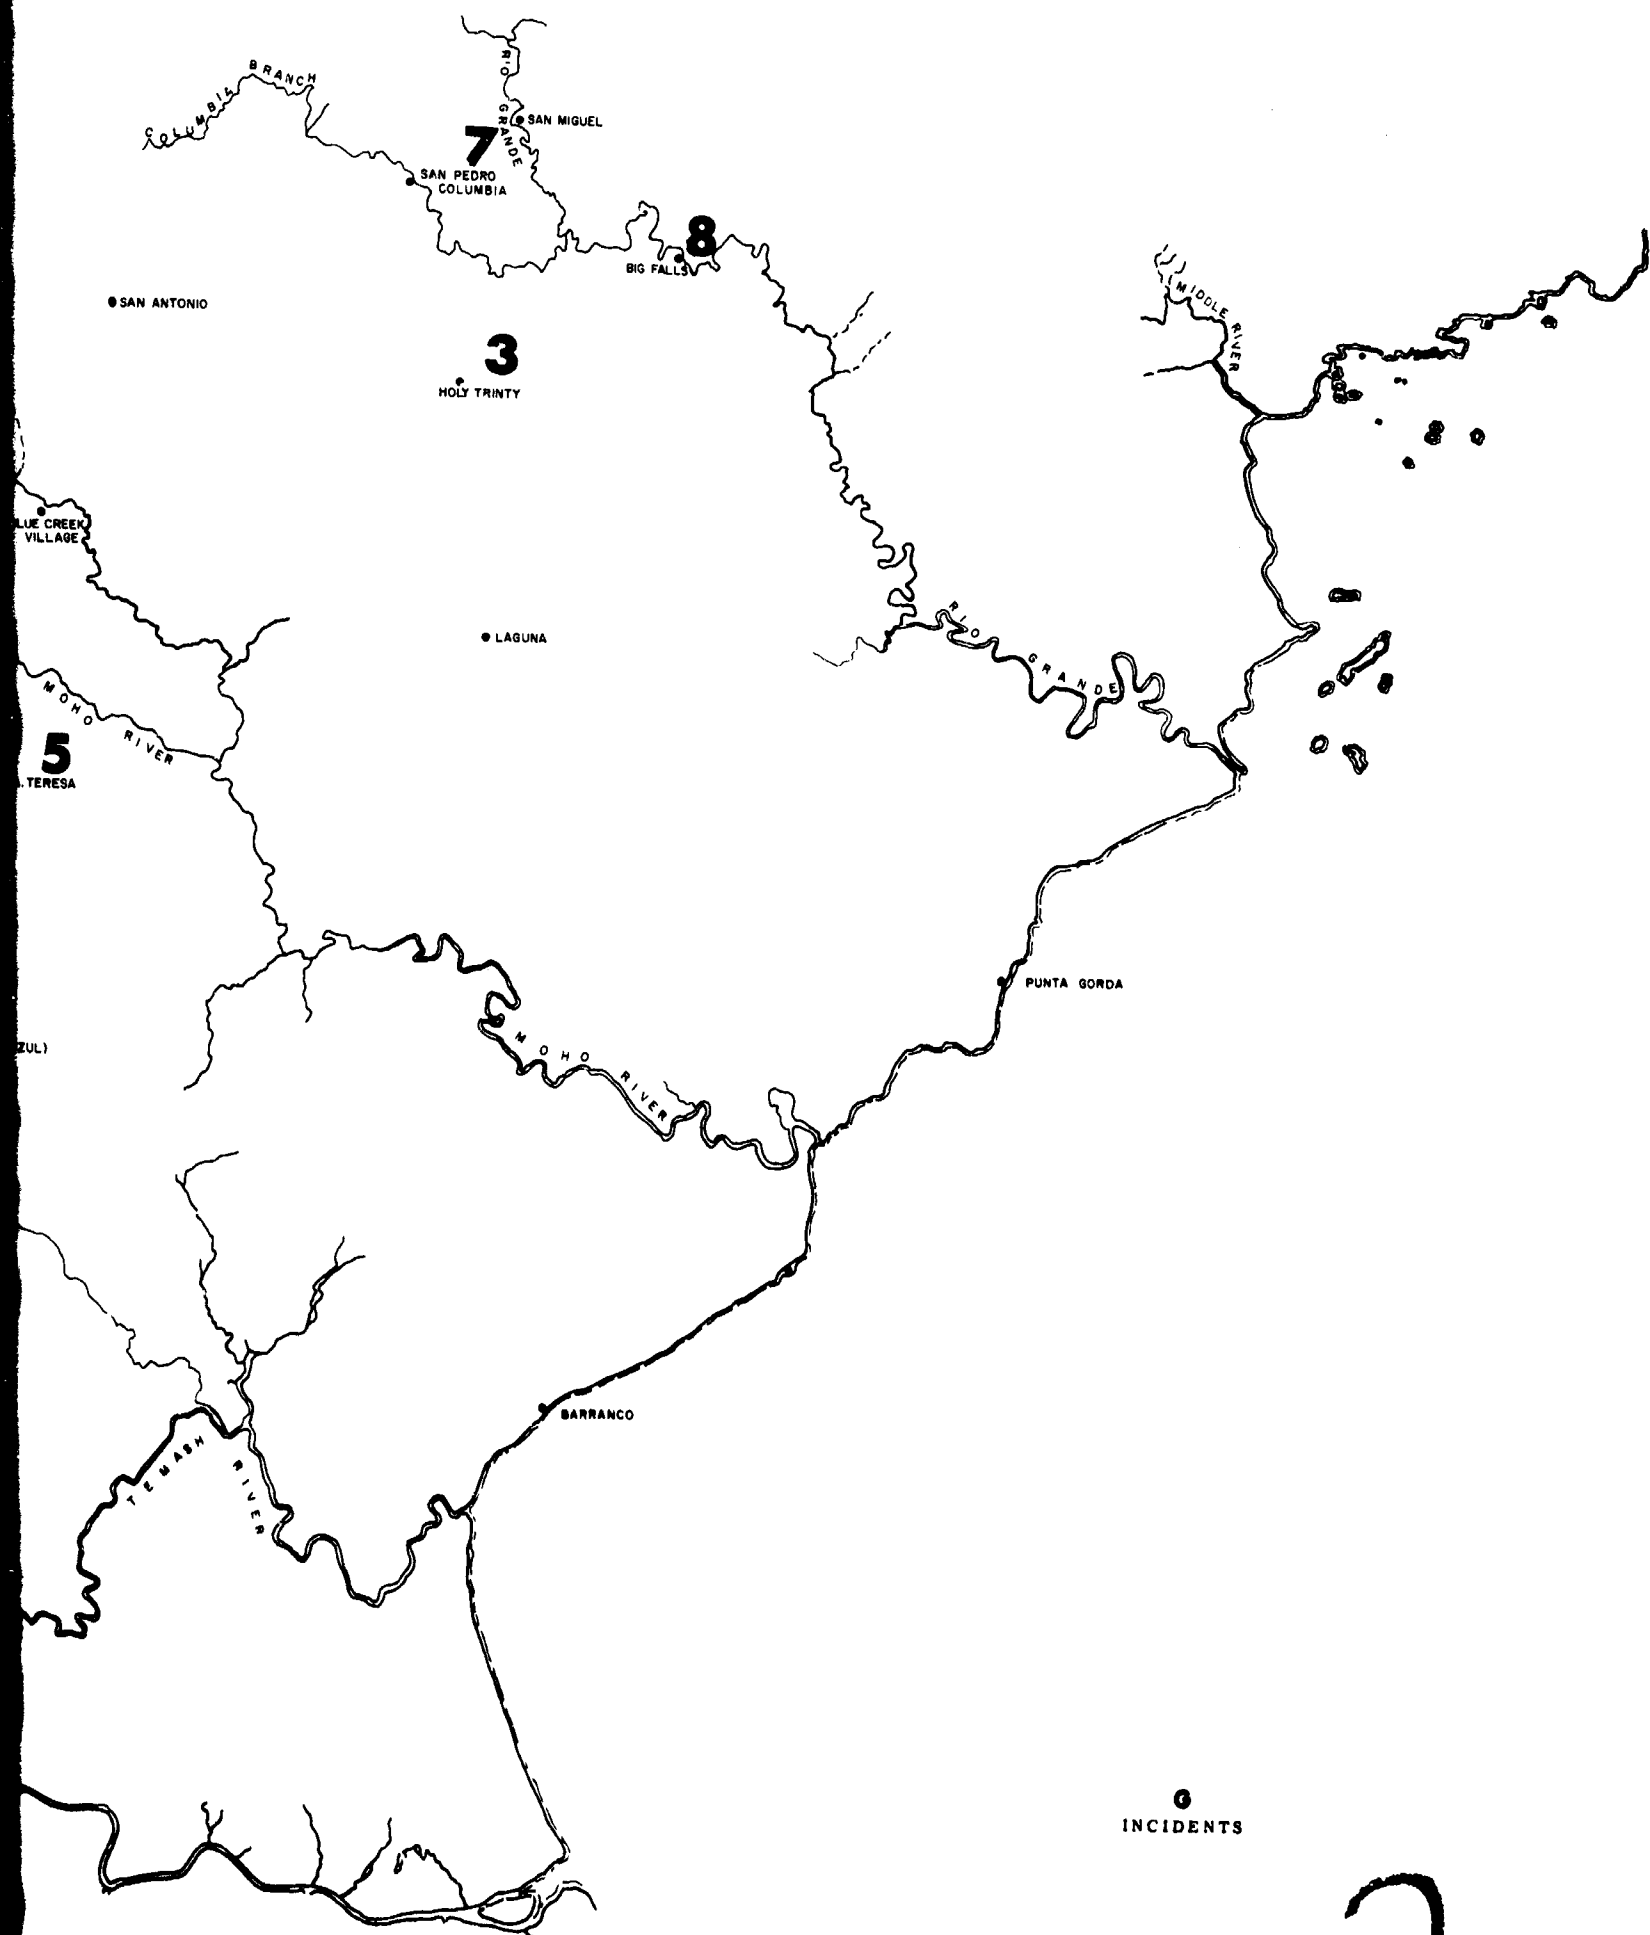 COLUMBIA BRANCH
RIO GRANDE
SAN MIGUEL
7
SAN PEDRO
COLUMBIA
8
BIG FALLS
MIDDLE RIVER
SAN ANTONIO
3
HOLY TRINTY
LUE CREEK
VILLAGE
RIO GRANDE
LAGUNA
MOHO RIVER
5
. TERESA
PUNTA GORDA
ZUL)
MOHO RIVER
BARRANCO
TEMASH RIVER
INCIDENTS